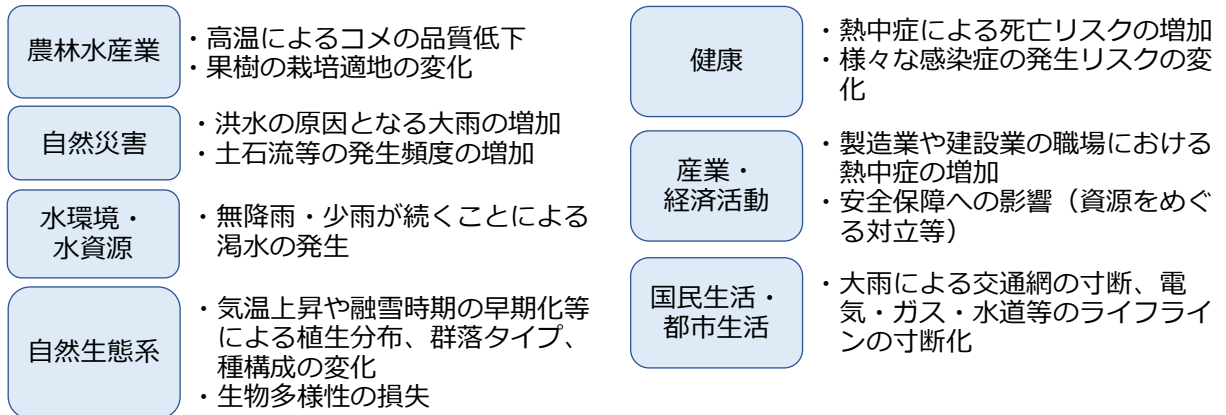 農林水産業
・高温によるコメの品質低下
・果樹の栽培適地の変化
自然災害
・洪水の原因となる大雨の増加
・土石流等の発生頻度の増加
水環境・
水資源
・無降雨・少雨が続くことによる
渇水の発生
自然生態系
・気温上昇や融雪時期の早期化等
による植生分布、群落タイプ、
種構成の変化
・生物多様性の損失
健康
・熱中症による死亡リスクの増加
・様々な感染症の発生リスクの変
化
産業・
経済活動
・製造業や建設業の職場における
熱中症の増加
・安全保障への影響（資源をめぐ
る対立等）
国民生活・
都市生活
・大雨による交通網の寸断、電
気・ガス・水道等のライフライ
ンの寸断化